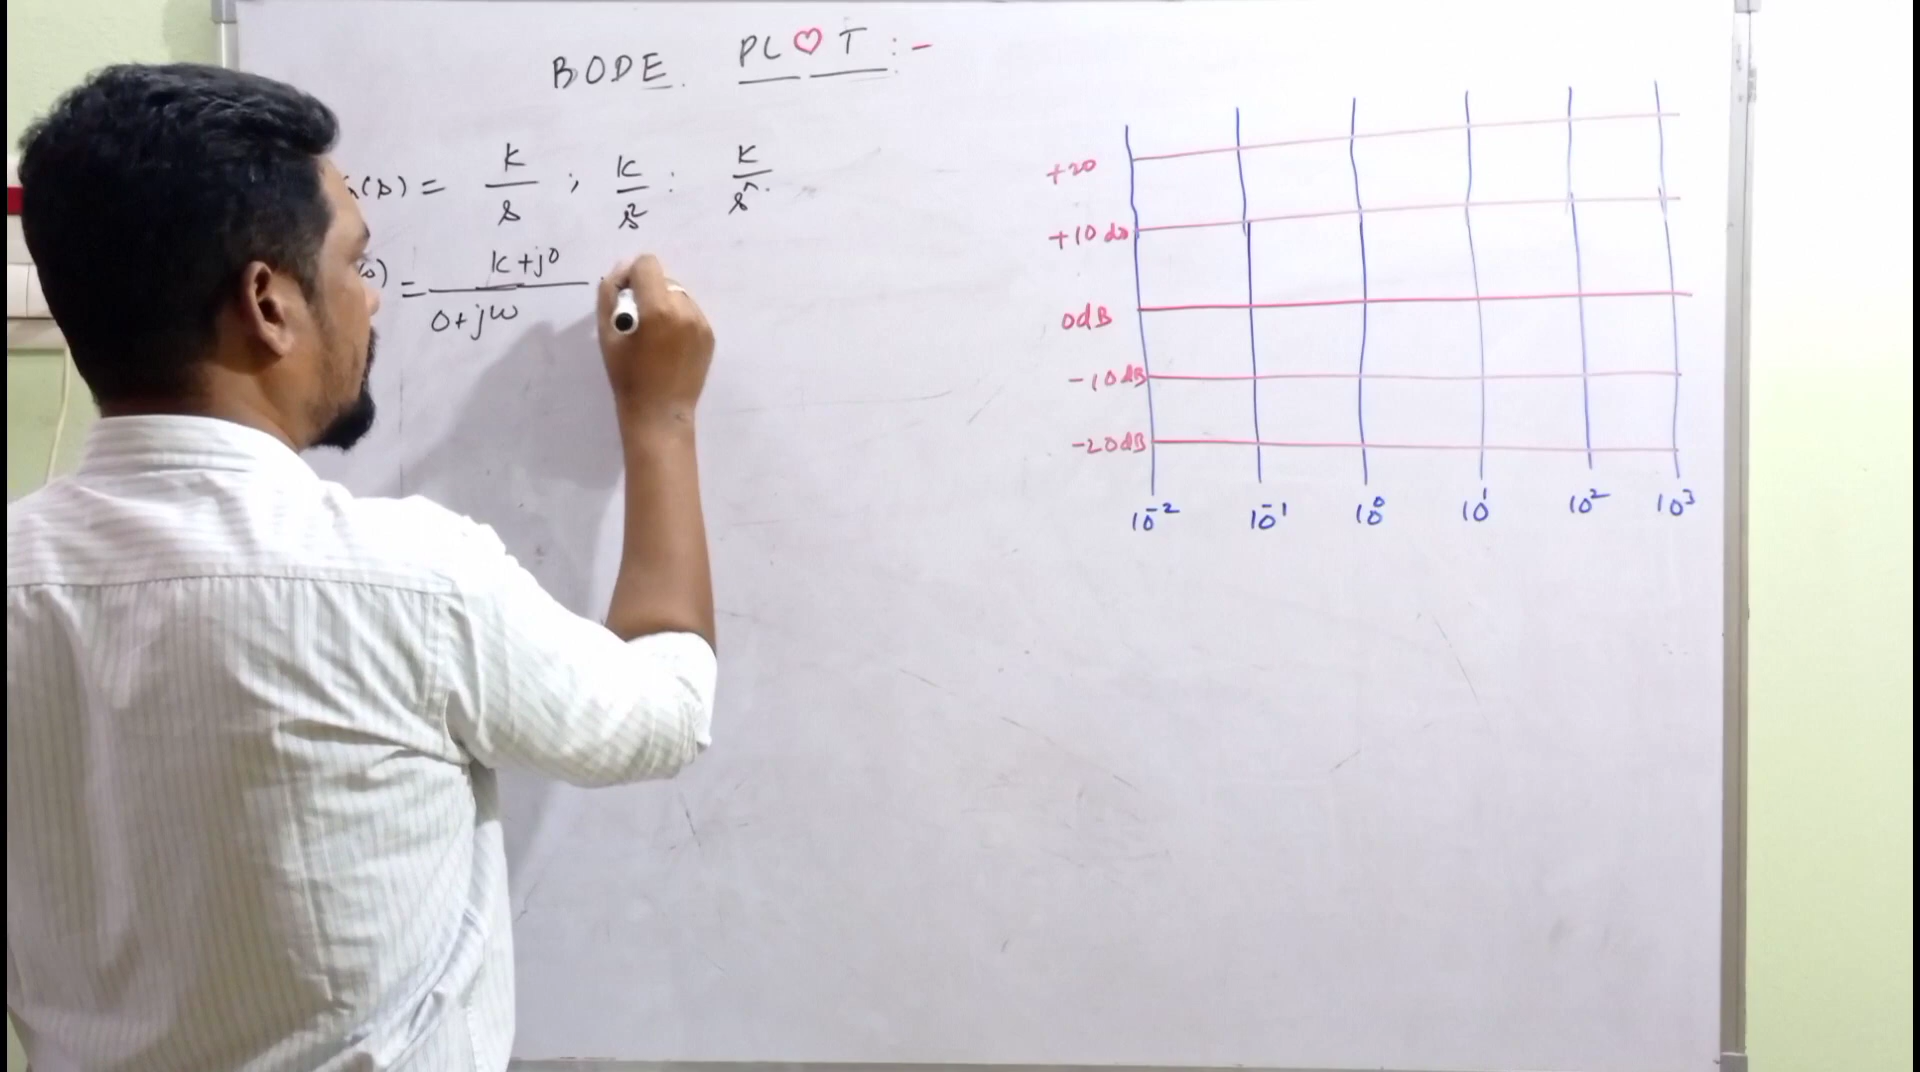 BODE PL♡T :-
(s) = k/s ; k/s² : k/sⁿ.
) = k+j0 / 0+jω
+20
+10 dB
0dB
-10dB
-20dB
10⁻² 10⁻¹ 10⁰ 10¹ 10² 10³